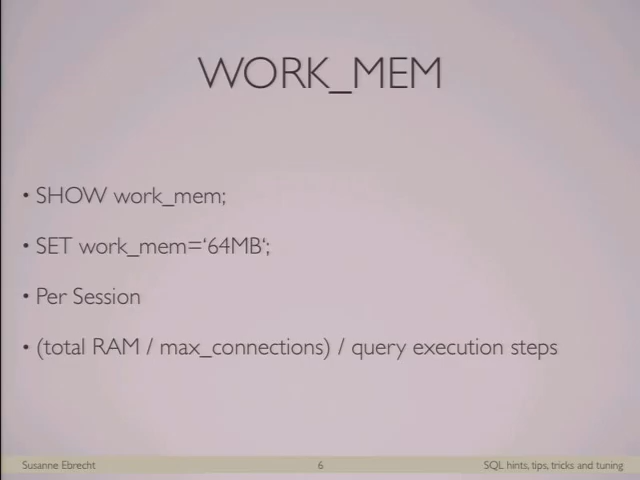 WORK_MEM
• SHOW work_mem;
• SET work_mem=‘64MB‘;
• Per Session
• (total RAM / max_connections) / query execution steps
Susanne Ebrecht
6
SQL hints, tips, tricks and tuning